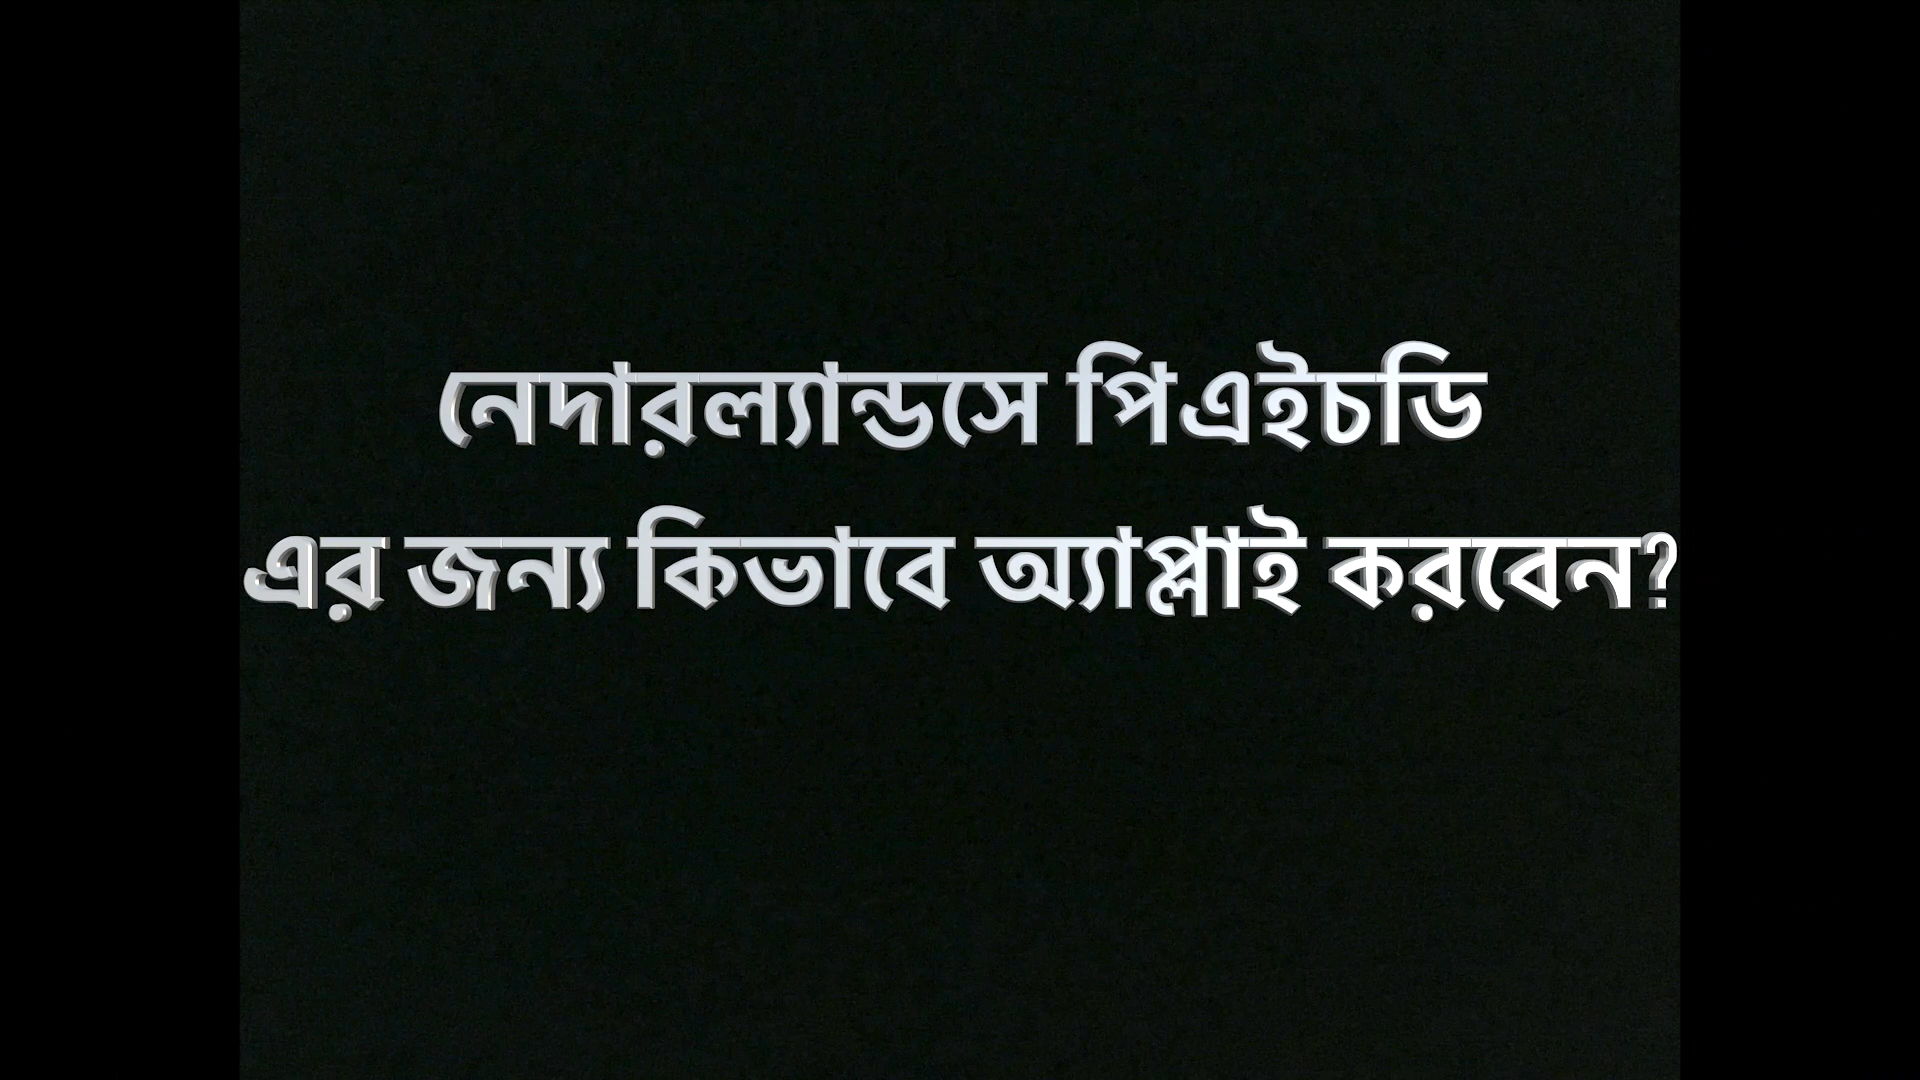 নেদারল্যান্ডসে পিএইচডি
এর জন্য কিভাবে অ্যাপ্লাই করবেন?